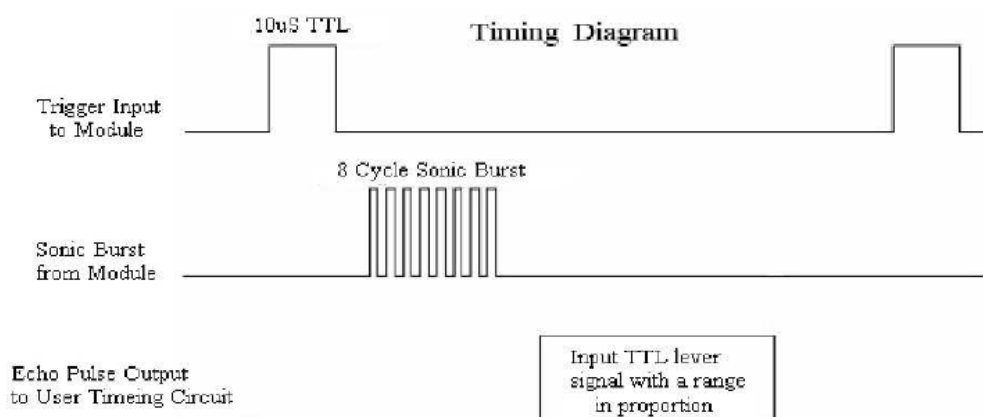 10uS TTL
Timing Diagram
Trigger Input
to Module
8 Cycle Sonic Burst
Sonic Burst
from Module
Echo Pulse Output
to User Timeing Circuit
Input TTL lever
signal with a range
in proportion